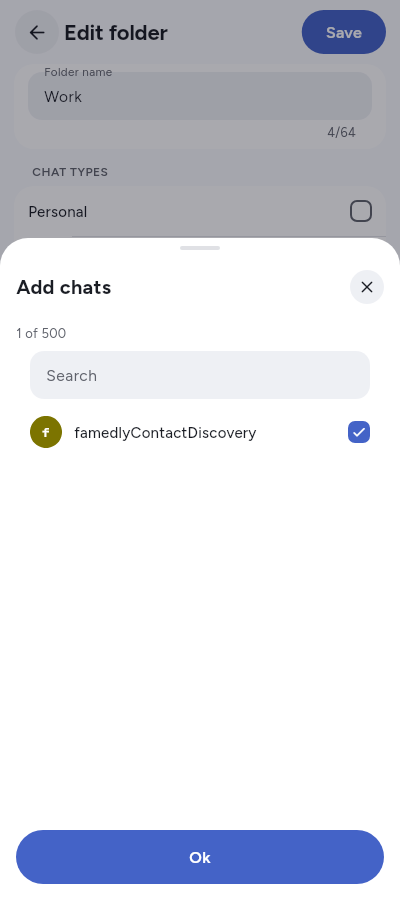 Edit folder
Save
Folder name
Work
4/64
CHAT TYPES
Personal
Add chats
1 of 500
Search
f famedlyContactDiscovery
Ok